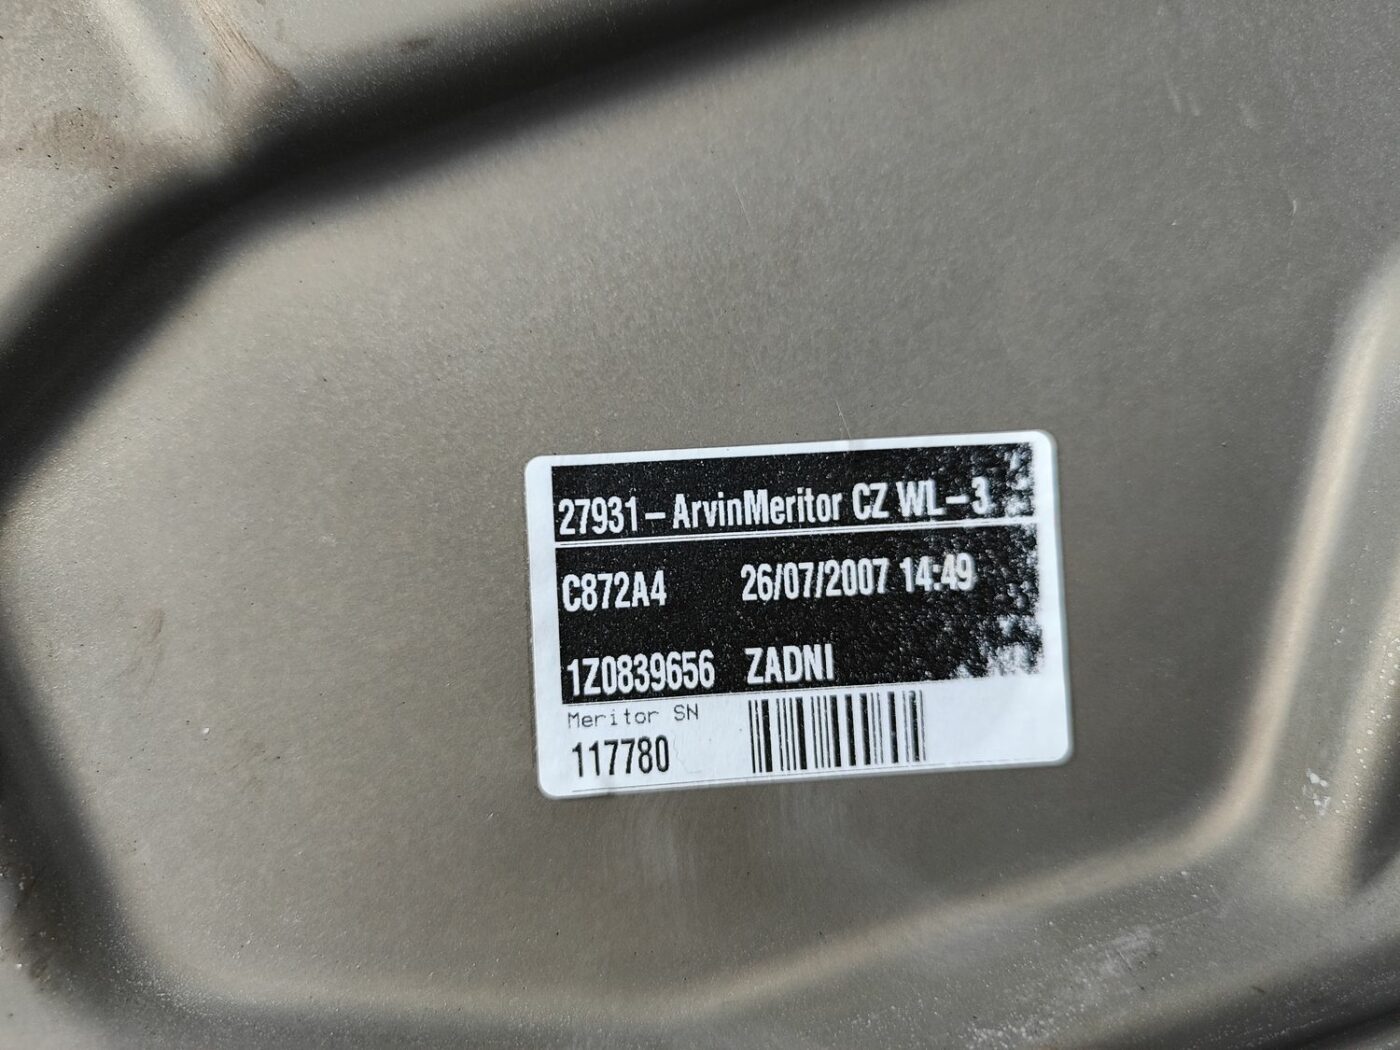 27931 - ArvinMeritor CZ WL-3
C872A4 26/07/2007 14:49
1Z0839656 ZADNI
Meritor SN
117780